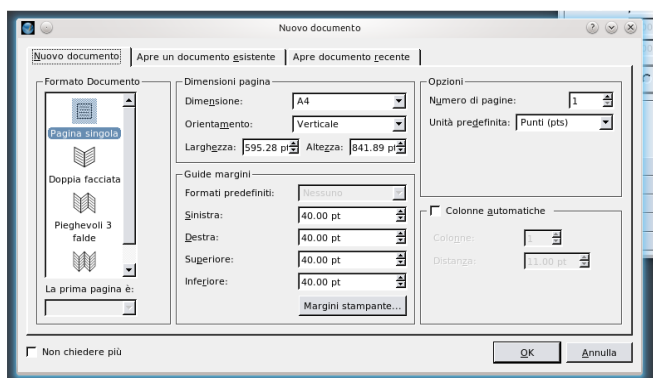 Nuovo documento
Nuovo documento
Apre un documento esistente
Apre documento recente
Formato Documento
Pagina singola
Doppia facciata
Pieghevoli 3
falde
La prima pagina è:
Dimensioni pagina
Dimensione: A4
Orientamento: Verticale
Larghezza: 595.28 pt Altezza: 841.89 pt
Guide margini
Formati predefiniti: Nessuno
Sinistra: 40.00 pt
Destra: 40.00 pt
Superiore: 40.00 pt
Inferiore: 40.00 pt
Margini stampante...
Opzioni
Numero di pagine: 1
Unità predefinita: Punti (pts)
Colonne automatiche
Colonne: 1
Distanza: 11.00 pt
Non chiedere più
OK
Annulla